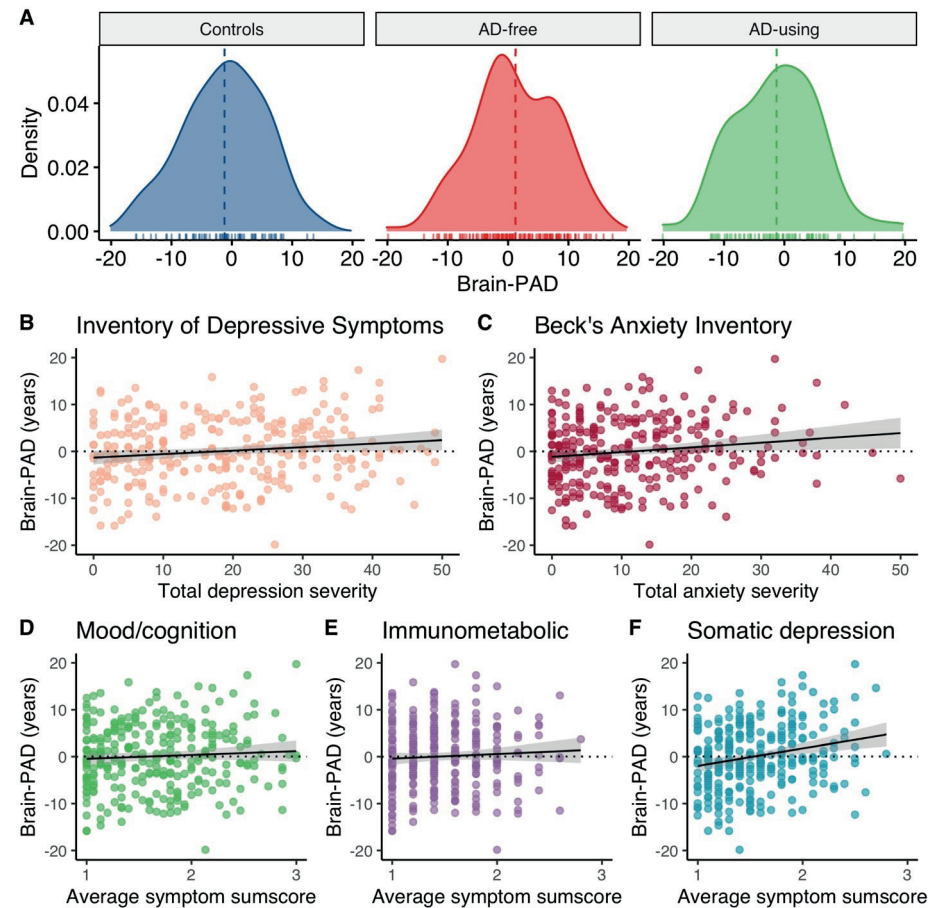 A
Controls AD-free AD-using
Density
0.04
0.02
0.00
-20 -10 0 10 20 -20 -10 0 10 20 -20 -10 0 10 20
Brain-PAD
B Inventory of Depressive Symptoms
Brain-PAD (years)
20
10
0
-10
-20
0 10 20 30 40 50
Total depression severity
C Beck's Anxiety Inventory
Brain-PAD (years)
20
10
0
-10
-20
0 10 20 30 40 50
Total anxiety severity
D Mood/cognition
Brain-PAD (years)
20
10
0
-10
-20
1 2 3
Average symptom sumscore
E Immunometabolic
Brain-PAD (years)
20
10
0
-10
-20
1 2 3
Average symptom sumscore
F Somatic depression
Brain-PAD (years)
20
10
0
-10
-20
1 2 3
Average symptom sumscore